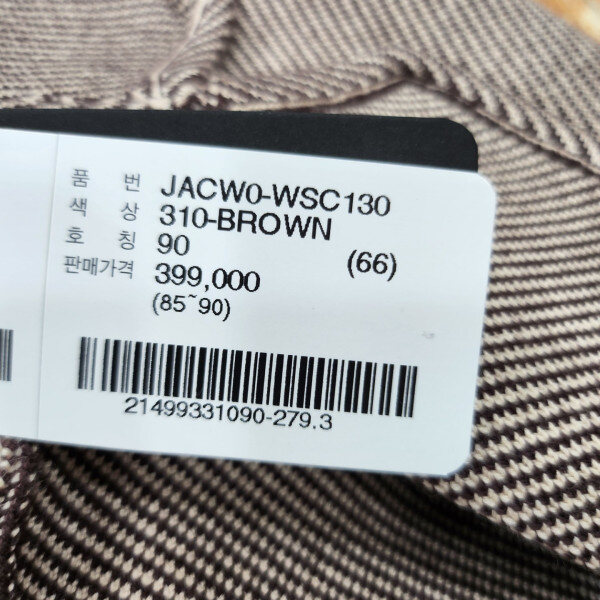 품 번 JACW0-WSC130
색 상 310-BROWN
호 칭 90 (66)
판매가격 399,000
(85~90)
21499331090-279.3